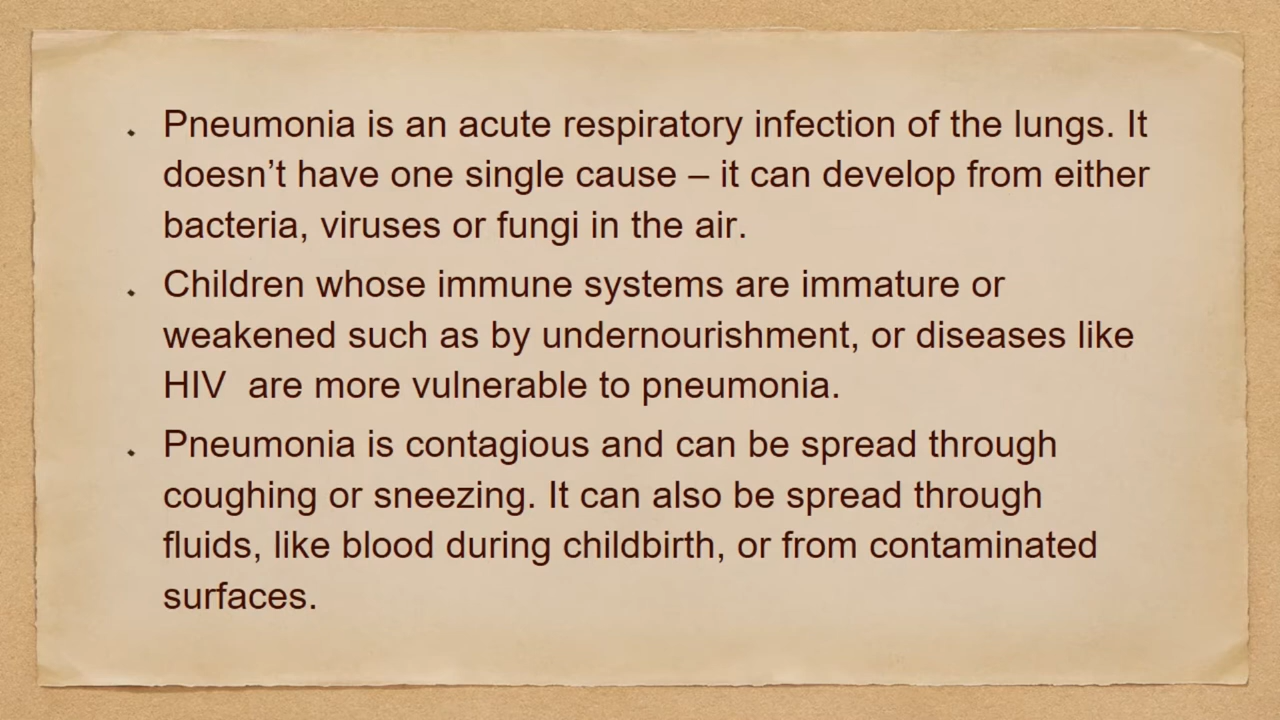 Pneumonia is an acute respiratory infection of the lungs. It
doesn’t have one single cause – it can develop from either
bacteria, viruses or fungi in the air.
Children whose immune systems are immature or
weakened such as by undernourishment, or diseases like
HIV  are more vulnerable to pneumonia.
Pneumonia is contagious and can be spread through
coughing or sneezing. It can also be spread through
fluids, like blood during childbirth, or from contaminated
surfaces.